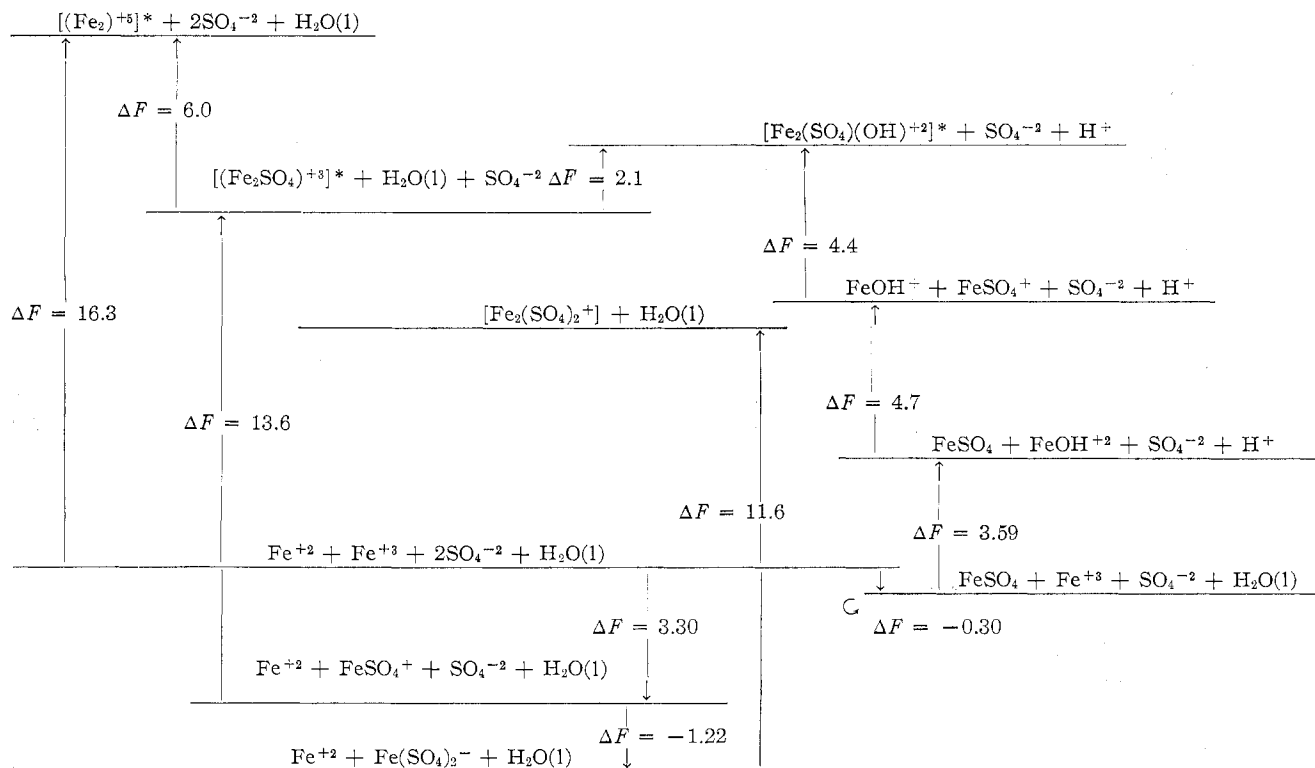 [(Fe₂)⁺⁵]* + 2SO₄⁻² + H₂O(l)
ΔF = 6.0
[Fe₂(SO₄)(OH)⁺²]* + SO₄⁻² + H⁺
[(Fe₂SO₄)⁺³]* + H₂O(l) + SO₄⁻² ΔF = 2.1
ΔF = 4.4
FeOH⁺ + FeSO₄⁺ + SO₄⁻² + H⁺
ΔF = 16.3
[Fe₂(SO₄)₂⁺] + H₂O(l)
ΔF = 4.7
ΔF = 13.6
FeSO₄ + FeOH⁺² + SO₄⁻² + H⁺
ΔF = 11.6
ΔF = 3.59
Fe⁺² + Fe⁺³ + 2SO₄⁻² + H₂O(l)
FeSO₄ + Fe⁺³ + SO₄⁻² + H₂O(l)
ΔF = 3.30
ΔF = −0.30
Fe⁺² + FeSO₄⁺ + SO₄⁻² + H₂O(l)
ΔF = −1.22
Fe⁺² + Fe(SO₄)₂⁻ + H₂O(l)